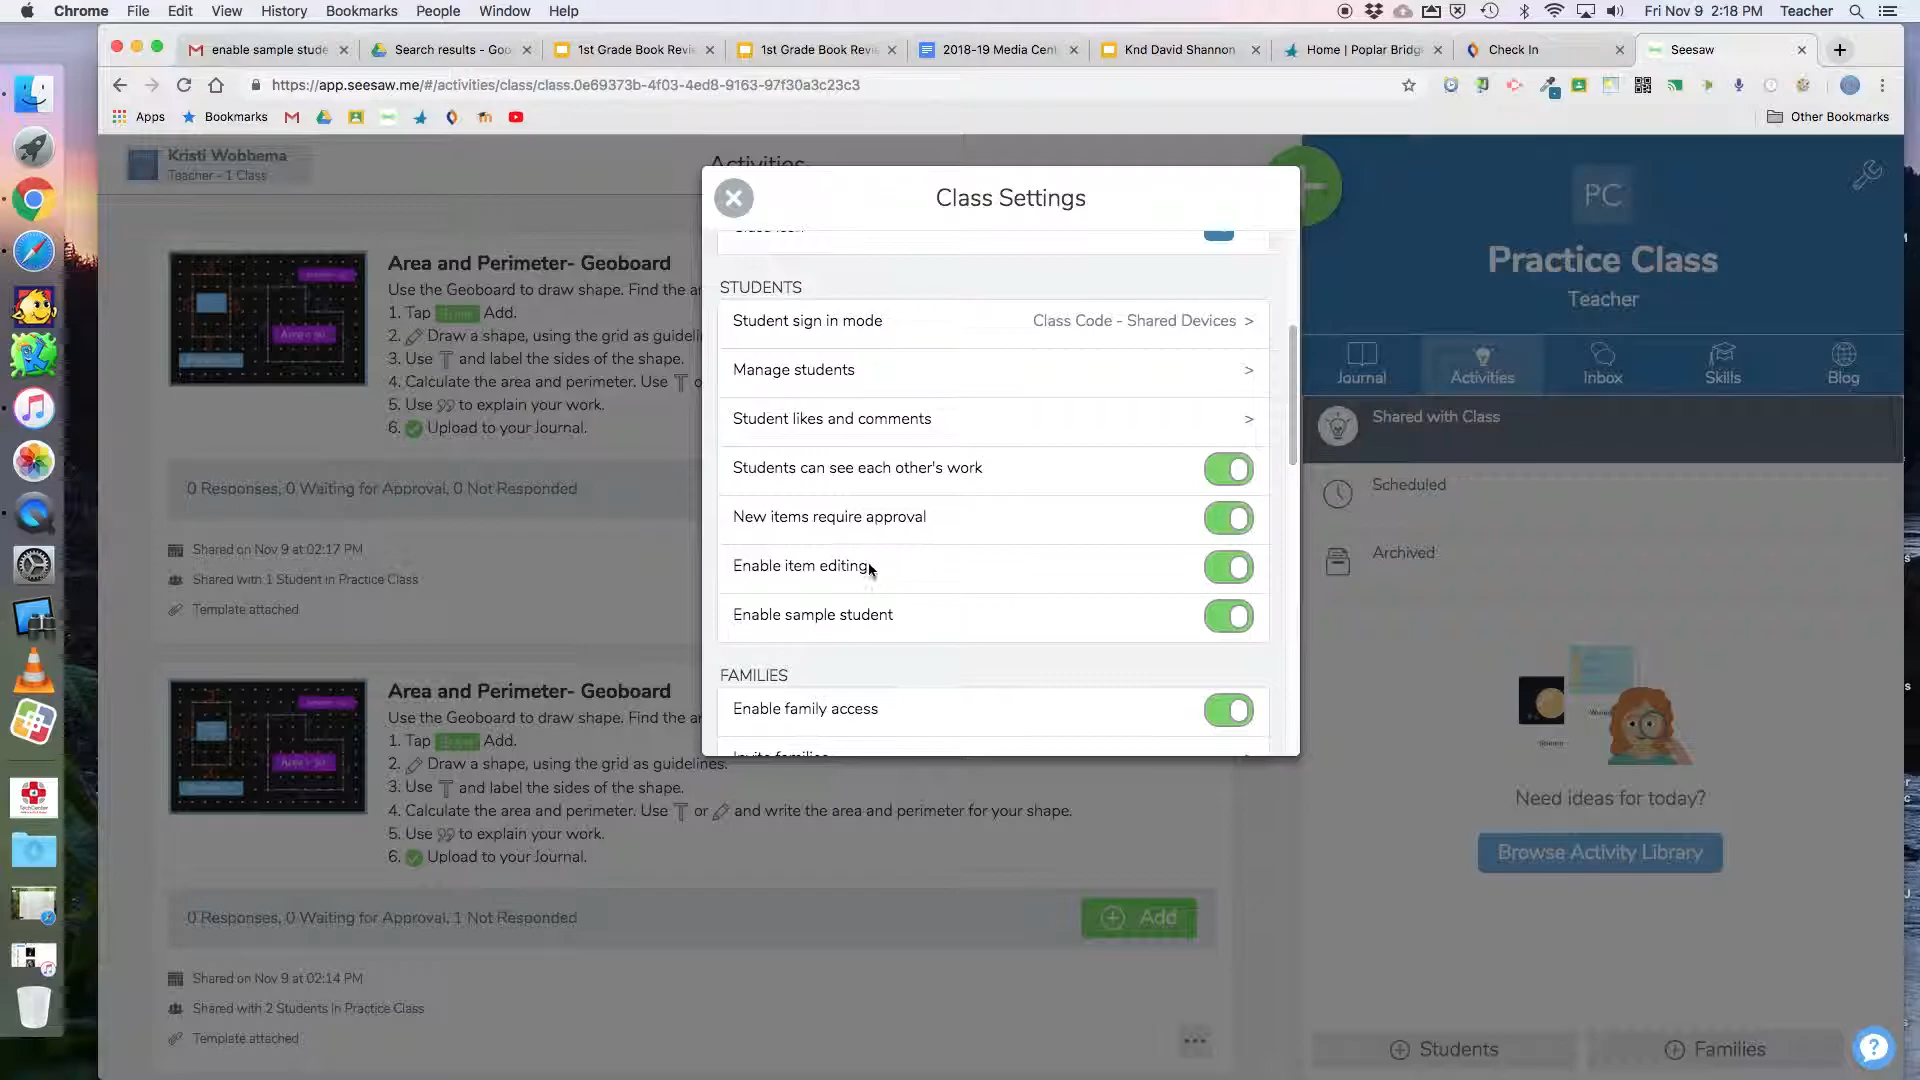 Chrome File Edit View History Bookmarks People Window Help Fri Nov 9 2:18 PM Teacher
enable sample stude Search results - Goo 1st Grade Book Revi 1st Grade Book Revi 2018-19 Media Cen Knd David Shannon Home | Poplar Bridg Check In Seesaw
https://app.seesaw.me/#/activities/class/class.0e69373b-4f03-4ed8-9163-97f30a3c23c3
Apps Bookmarks Other Bookmarks
Kristi Wobbema
Teacher - 1 Class
Activities
Area and Perimeter- Geoboard
Use the Geoboard to draw shape. Find the ar
1. Tap Add.
2. Draw a shape, using the grid as guidelin
3. Use and label the sides of the shape.
4. Calculate the area and perimeter. Use o
5. Use to explain your work.
6. Upload to your Journal.
0 Responses, 0 Waiting for Approval, 0 Not Responded
Shared on Nov 9 at 02:17 PM
Shared with 1 Student in Practice Class
Template attached
Area and Perimeter- Geoboard
Use the Geoboard to draw shape. Find the ar
1. Tap Add.
2. Draw a shape, using the grid as guidelines.
3. Use and label the sides of the shape.
4. Calculate the area and perimeter. Use or and write the area and perimeter for your shape.
5. Use to explain your work.
6. Upload to your Journal.
0 Responses, 0 Waiting for Approval, 1 Not Responded
Add
Shared on Nov 9 at 02:14 PM
Shared with 2 Students in Practice Class
Template attached
Class Settings
STUDENTS
Student sign in mode Class Code - Shared Devices >
Manage students >
Student likes and comments >
Students can see each other's work
New items require approval
Enable item editing
Enable sample student
FAMILIES
Enable family access
Invite families
PC
Practice Class
Teacher
Journal Activities Inbox Skills Blog
Shared with Class
Scheduled
Archived
Need ideas for today?
Browse Activity Library
Students Families
?